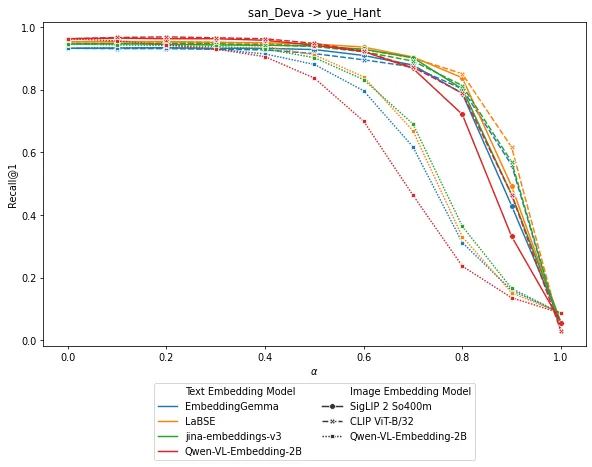 san_Deva -> yue_Hant
1.0
0.8
0.6
0.4
0.2
0.0
Recall@1
0.0 0.2 0.4 0.6 0.8 1.0
α
Text Embedding Model Image Embedding Model
EmbeddingGemma SigLIP 2 So400m
LaBSE CLIP ViT-B/32
jina-embeddings-v3 Qwen-VL-Embedding-2B
Qwen-VL-Embedding-2B